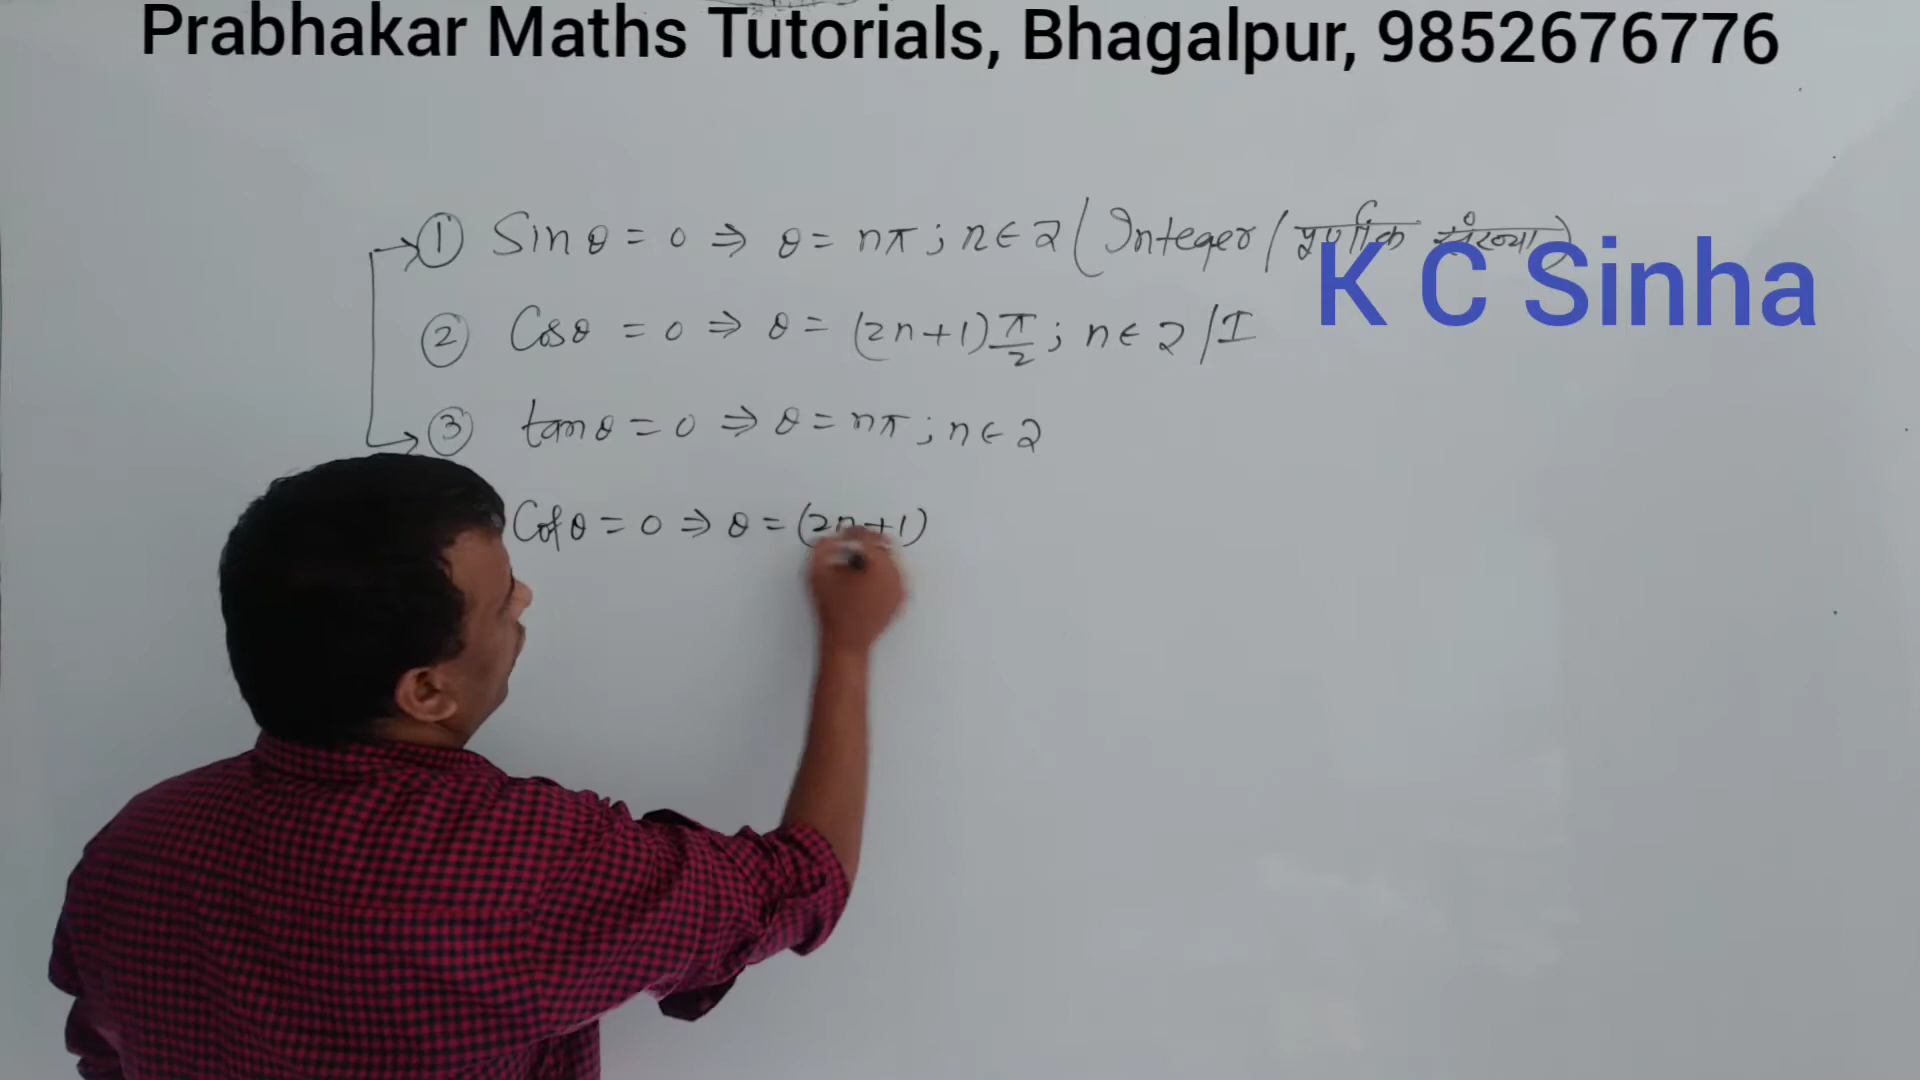 Prabhakar Maths Tutorials, Bhagalpur, 9852676776
① Sin θ = 0 ⇒ θ = nπ ; n ∈ Z (Integer / पूर्णांक संख्या)
K C Sinha
② Cos θ = 0 ⇒ θ = (2n+1) π/2 ; n ∈ Z / I
③ tan θ = 0 ⇒ θ = nπ ; n ∈ Z
Cot θ = 0 ⇒ θ = (2n+1)